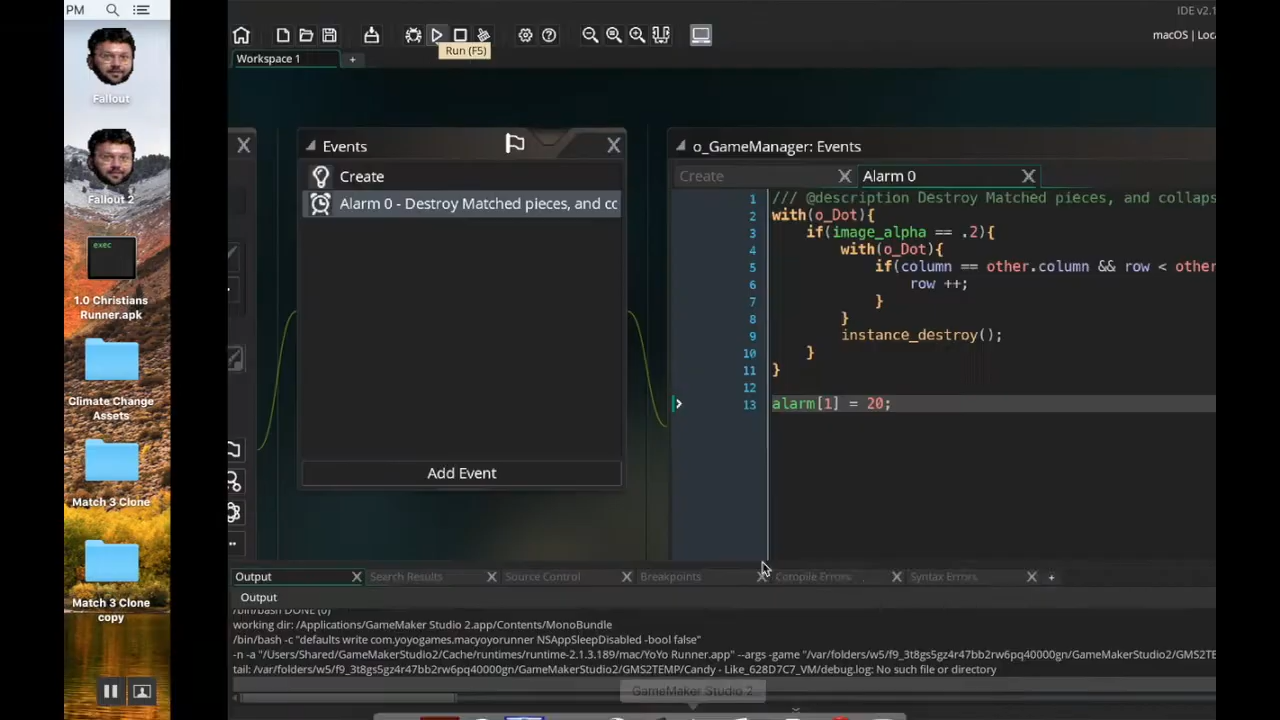 PM
Fallout
Fallout 2
exec
1.0 Christians
Runner.apk
Climate Change
Assets
Match 3 Clone
Match 3 Clone
copy
IDE v2.1
macOS | Loca
Run (F5)
Workspace 1
Events
Create
Alarm 0 - Destroy Matched pieces, and cc
Add Event
o_GameManager: Events
Create
Alarm 0
1 /// @description Destroy Matched pieces, and collaps
2 with(o_Dot){
3 if(image_alpha == .2){
4 with(o_Dot){
5 if(column == other.column && row < other
6 row ++;
7 }
8 }
9 instance_destroy();
10 }
11 }
12
13 alarm[1] = 20;
Output
Search Results
Source Control
Breakpoints
Compile Errors
Syntax Errors
Output
/bin/bash DONE (0)
working dir: /Applications/GameMaker Studio 2.app/Contents/MonoBundle
/bin/bash -c "defaults write com.yoyogames.macyoyorunner NSAppSleepDisabled -bool false"
-n -a "/Users/Shared/GameMakerStudio2/Cache/runtimes/runtime-2.1.3.189/mac/YoYo Runner.app" --args -game "/var/folders/w5/f9_3t8gs5gz4r47bb2rw6pq40000gn/GameMakerStudio2/GMS2TE
tail: /var/folders/w5/f9_3t8gs5gz4r47bb2rw6pq40000gn/GameMakerStudio2/GMS2TEMP/Candy - Like_628D7C7_VM/debug.log: No such file or directory
GameMaker Studio 2